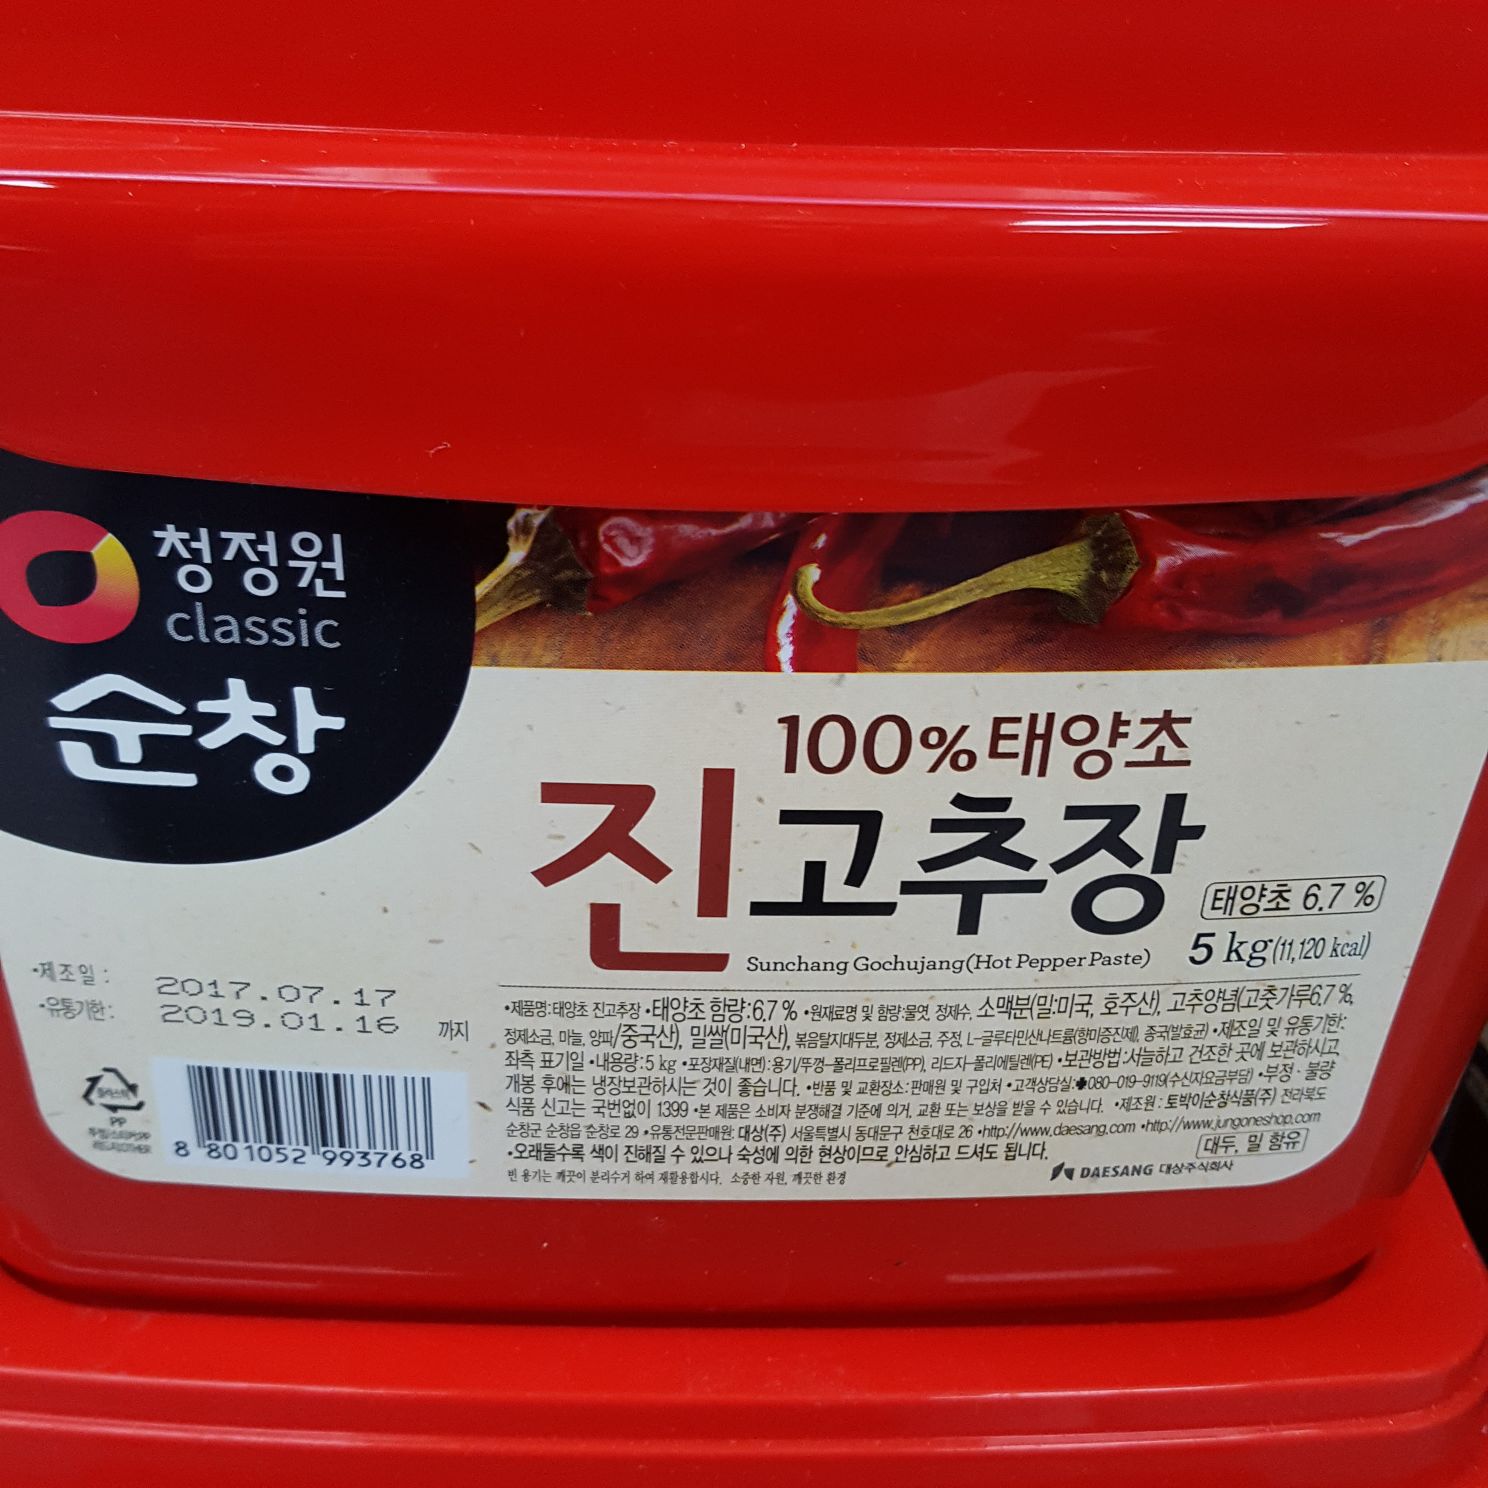 청정원
classic
순창
100% 태양초
진고추장
태양초 6.7 %
5 kg (11,120 kcal)
Sunchang Gochujang(Hot Pepper Paste)
•제조일 : 2017.07.17
•유통기한: 2019.01.16 까지
•제품명:태양초 진고추장 •태양초 함량:6.7 % •원재료명 및 함량:물엿, 정제수, 소맥분(밀:미국, 호주산), 고추양념(고춧가루6.7 %,
정제소금, 마늘, 양파/중국산), 밀쌀(미국산), 볶음탈지대두분, 정제소금, 주정, L-글루타민산나트륨(향미증진제), 종국(발효균) •제조일 및 유통기한:
좌측 표기일 •내용량:5 kg •포장재질(내면):용기/뚜껑-폴리프로필렌(PP), 리드지-폴리에틸렌(PE) •보관방법:서늘하고 건조한 곳에 보관하시고,
개봉 후에는 냉장보관하시는 것이 좋습니다. •반품 및 교환장소:판매원 및 구입처 •고객상담실: 080-019-9119(수신자요금부담) •부정·불량
식품 신고는 국번없이 1399 •본 제품은 소비자 분쟁해결 기준에 의거, 교환 또는 보상을 받을 수 있습니다. •제조원 : 토박이순창식품(주) 전라북도
순창군 순창읍 순창로 29 •유통전문판매원: 대상(주) 서울특별시 동대문구 천호대로 26 •http://www.daesang.com •http://www.jungoneshop.com
•오래둘수록 색이 진해질 수 있으나 숙성에 의한 현상이므로 안심하고 드셔도 됩니다.
대두, 밀 함유
빈 용기는 깨끗이 분리수거 하여 재활용합시다. 소중한 자원, 깨끗한 환경
DAESANG 대상주식회사
플라스틱
PP
8 801052 993768